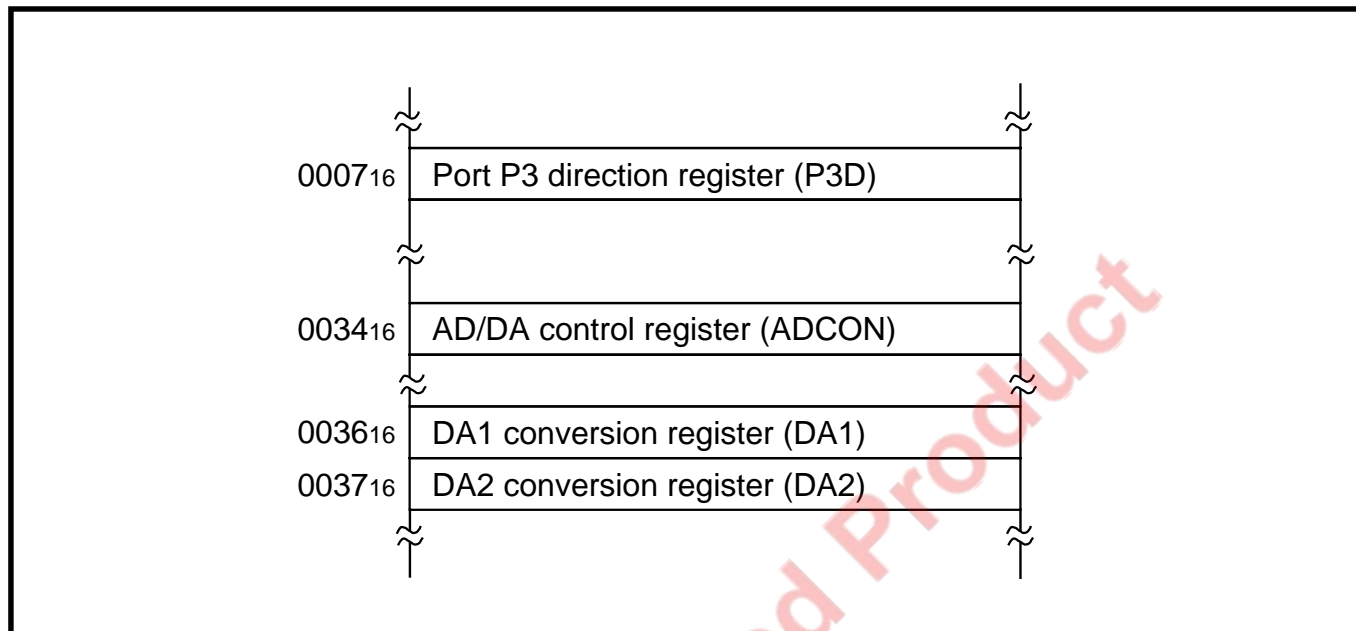 0007₁₆ Port P3 direction register (P3D)
0034₁₆ AD/DA control register (ADCON)
0036₁₆ DA1 conversion register (DA1)
0037₁₆ DA2 conversion register (DA2)
d Product